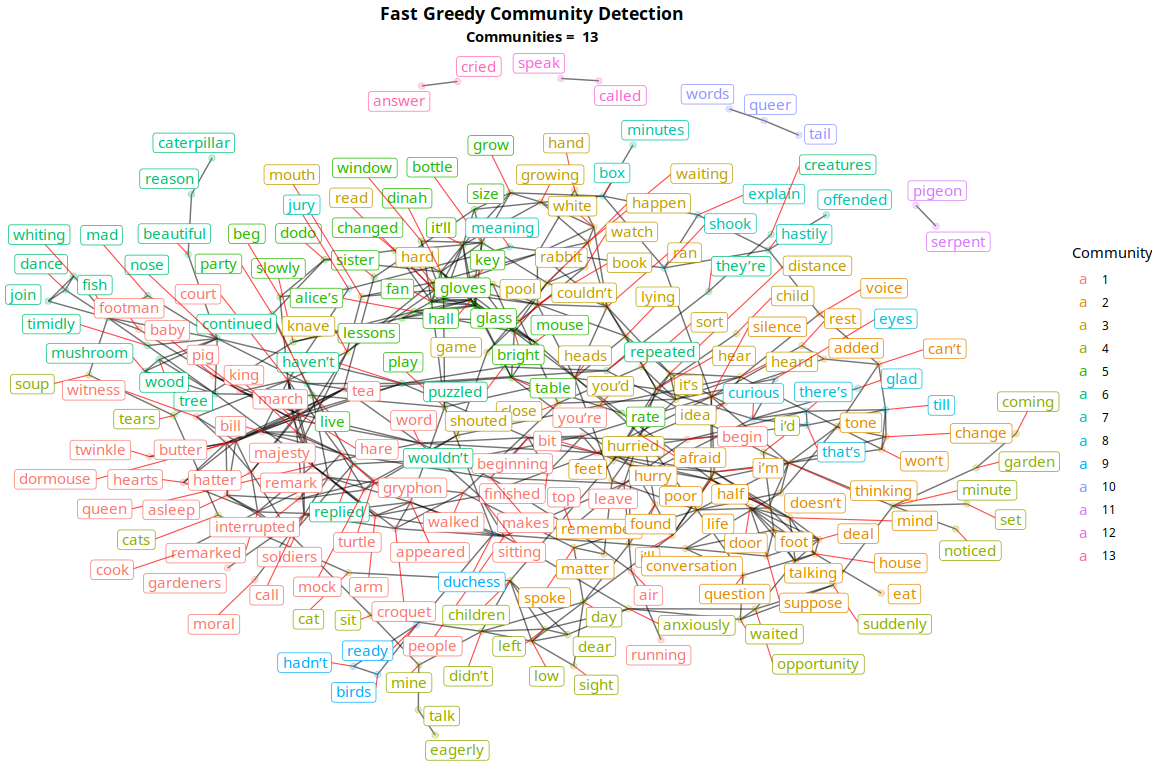 Fast Greedy Community Detection
Communities = 13
cried
speak
answer
called
words
queer
tail
minutes
caterpillar
reason
grow
hand
creatures
mouth
window
bottle
growing
box
waiting
explain
offended
pigeon
serpent
jury
read
dinah
size
white
happen
shook
hastily
whiting
mad
beautiful
beg
dodo
changed
it'll
meaning
watch
ran
dance
nose
party
slowly
sister
hard
key
rabbit
book
they're
distance
join
fish
footman
court
alice's
fan
gloves
pool
couldn't
lying
child
voice
timidly
baby
continued
knave
lessons
hall
glass
mouse
sort
silence
rest
eyes
mushroom
pig
haven't
play
game
bright
heads
repeated
hear
heard
added
can't
soup
witness
wood
tree
king
march
tea
puzzled
table
you'd
it's
curious
there's
glad
till
coming
tears
bill
live
word
close
shouted
you're
rate
idea
begin
i'd
tone
change
twinkle
butter
majesty
hare
wouldn't
bit
hurried
afraid
that's
won't
garden
dormouse
hearts
hatter
remark
gryphon
beginning
finished
feet
hurry
i'm
thinking
minute
queen
asleep
replied
top
leave
poor
half
doesn't
mind
set
cats
interrupted
walked
makes
found
life
deal
noticed
cook
remarked
soldiers
turtle
appeared
sitting
matter
conversation
door
foot
talking
house
gardeners
call
mock
arm
duchess
spoke
air
question
suppose
eat
moral
cat
sit
croquet
children
day
anxiously
waited
suddenly
hadn't
ready
people
left
dear
running
opportunity
birds
mine
didn't
low
sight
talk
eagerly
Community
a 1
a 2
a 3
a 4
a 5
a 6
a 7
a 8
a 9
a 10
a 11
a 12
a 13